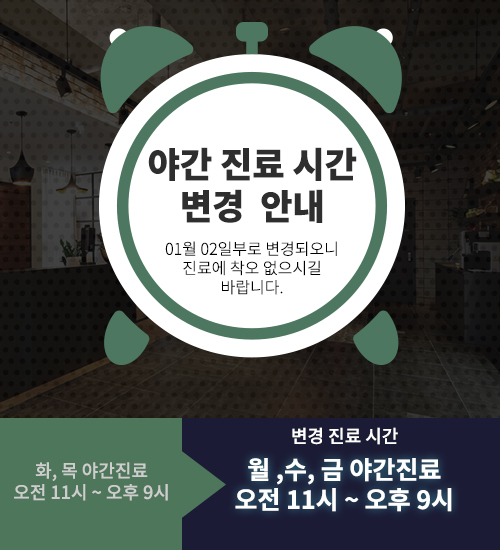 야간 진료 시간
변경 안내
01월 02일부로 변경되오니
진료에 착오 없으시길
바랍니다.
화, 목 야간진료
오전 11시 ~ 오후 9시
변경 진료 시간
월 ,수, 금 야간진료
오전 11시 ~ 오후 9시